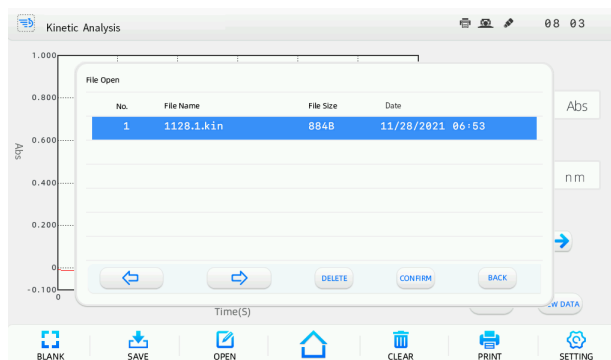 Kinetic Analysis
08 03
1.000
File Open
No. File Name File Size Date
0.800
Abs
1 1128.1.kin 884B 11/28/2021 06:53
0.600
Abs
0.400
nm
0.200
0
DELETE CONFIRM BACK
-0.100
0
Time(S)
BLANK SAVE OPEN CLEAR PRINT SETTING